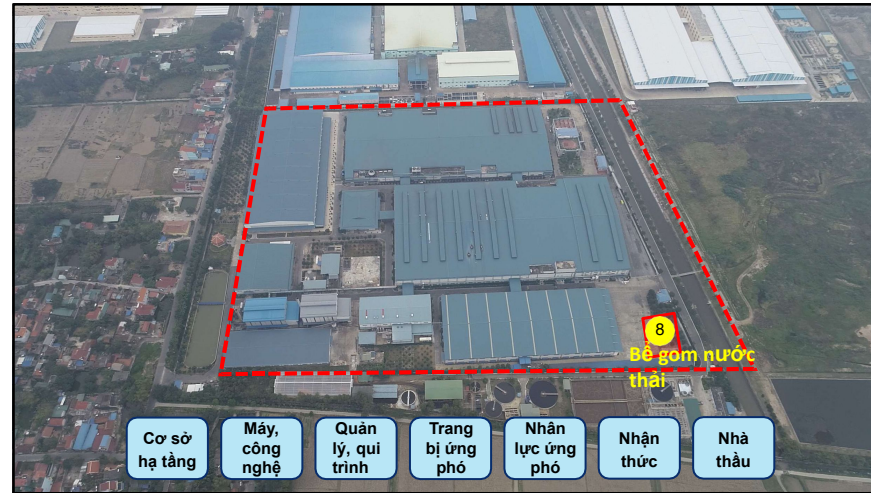 8
Bể gom nước
thải
Cơ sở
hạ tầng
Máy,
công
nghệ
Quản
lý, qui
trình
Trang
bị ứng
phó
Nhân
lực ứng
phó
Nhận
thức
Nhà
thầu